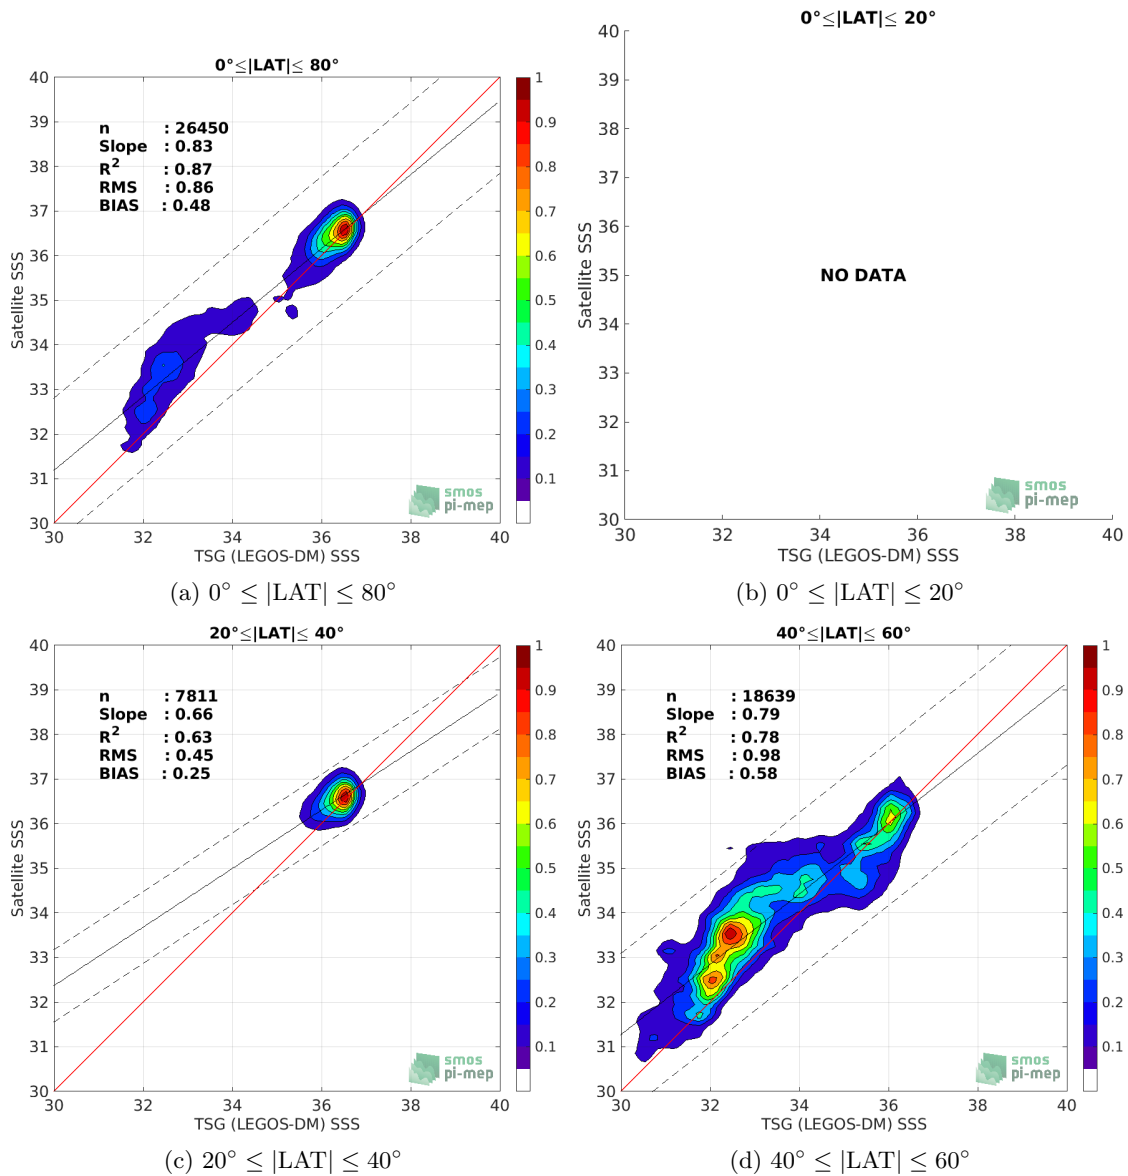 0°≤|LAT|≤ 80°
40
39
38
37
36
35
34
33
32
31
30
Satellite SSS
n : 26450
Slope : 0.83
R² : 0.87
RMS : 0.86
BIAS : 0.48
1
0.9
0.8
0.7
0.6
0.5
0.4
0.3
0.2
0.1
smos
pi-mep
30 32 34 36 38 40
TSG (LEGOS-DM) SSS
(a) 0° ≤ |LAT| ≤ 80°
0°≤|LAT|≤ 20°
40
39
38
37
36
35
34
33
32
31
30
Satellite SSS
NO DATA
smos
pi-mep
30 32 34 36 38 40
TSG (LEGOS-DM) SSS
(b) 0° ≤ |LAT| ≤ 20°
20°≤|LAT|≤ 40°
40
39
38
37
36
35
34
33
32
31
30
Satellite SSS
n : 7811
Slope : 0.66
R² : 0.63
RMS : 0.45
BIAS : 0.25
1
0.9
0.8
0.7
0.6
0.5
0.4
0.3
0.2
0.1
smos
pi-mep
30 32 34 36 38 40
TSG (LEGOS-DM) SSS
(c) 20° ≤ |LAT| ≤ 40°
40°≤|LAT|≤ 60°
40
39
38
37
36
35
34
33
32
31
30
Satellite SSS
n : 18639
Slope : 0.79
R² : 0.78
RMS : 0.98
BIAS : 0.58
1
0.9
0.8
0.7
0.6
0.5
0.4
0.3
0.2
0.1
smos
pi-mep
30 32 34 36 38 40
TSG (LEGOS-DM) SSS
(d) 40° ≤ |LAT| ≤ 60°